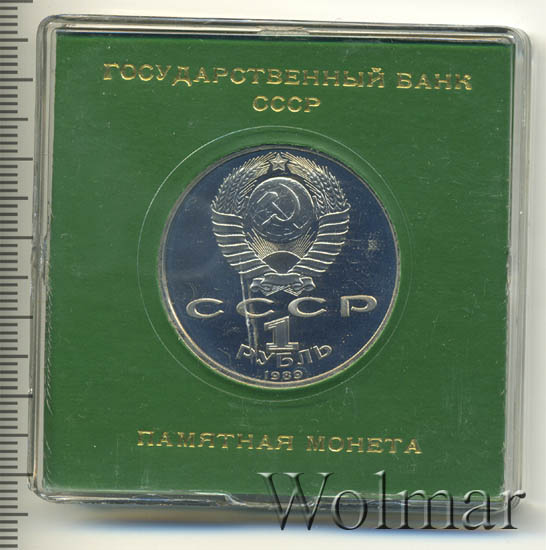 ГОСУДАРСТВЕННЫЙ БАНК
СССР
СССР
1
РУБЛЬ
1989
ПАМЯТНАЯ МОНЕТА
Wolmar